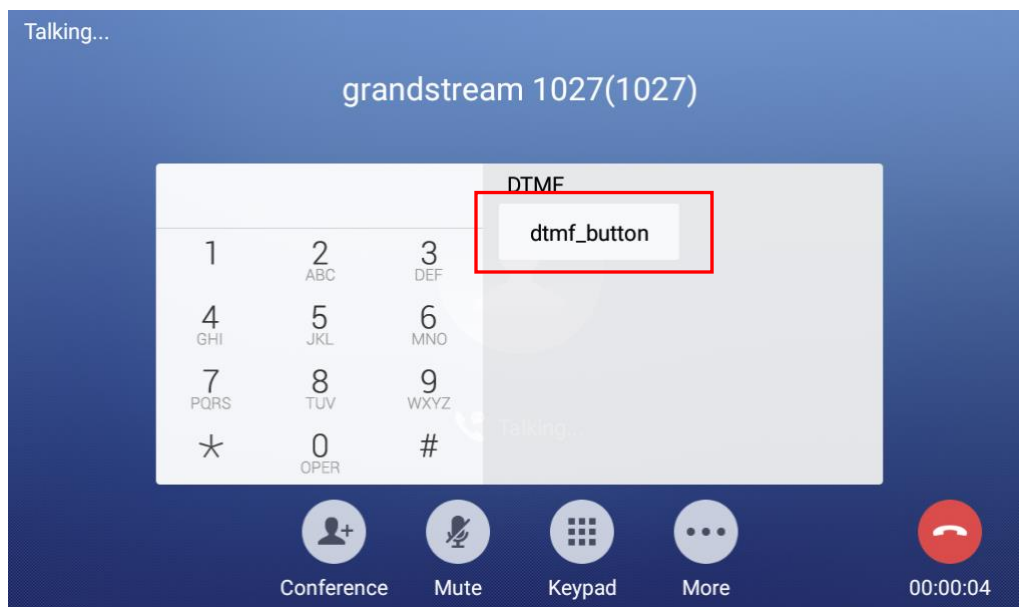 Talking...
grandstream 1027(1027)
DTMF
dtmf_button
1 2 3
ABC DEF
4 5 6
GHI JKL MNO
7 8 9
PQRS TUV WXYZ
Talking...
* 0 #
OPER
Conference Mute Keypad More 00:00:04